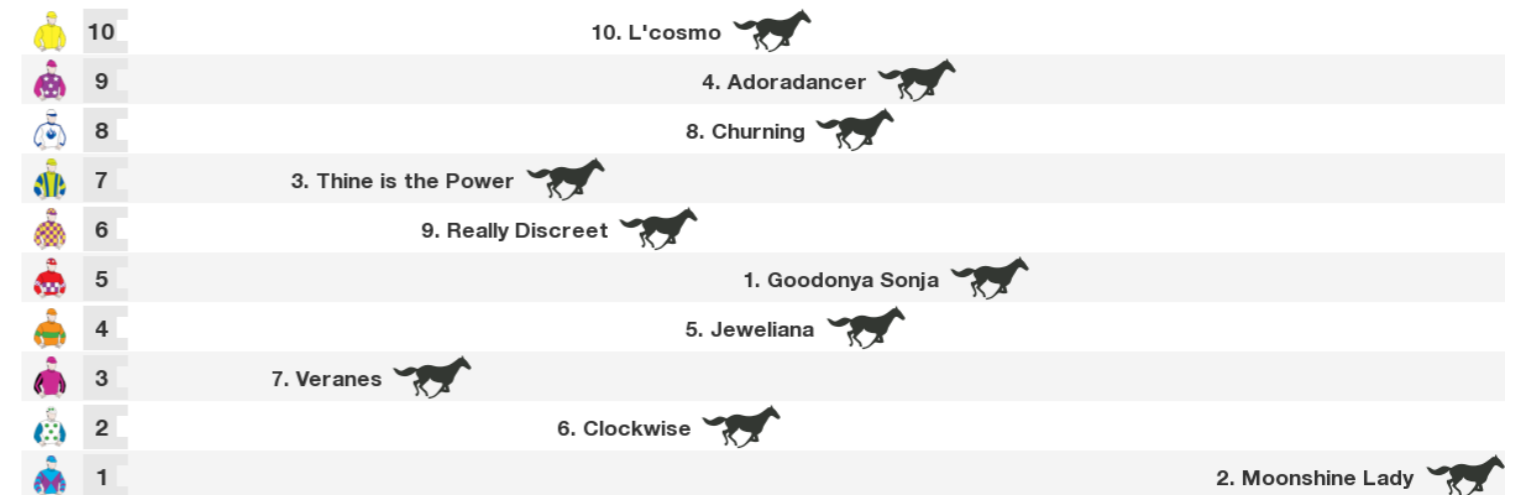 10 10. L'cosmo
9 4. Adoradancer
8 8. Churning
7 3. Thine is the Power
6 9. Really Discreet
5 1. Goodonya Sonja
4 5. Jeweliana
3 7. Veranes
2 6. Clockwise
1 2. Moonshine Lady